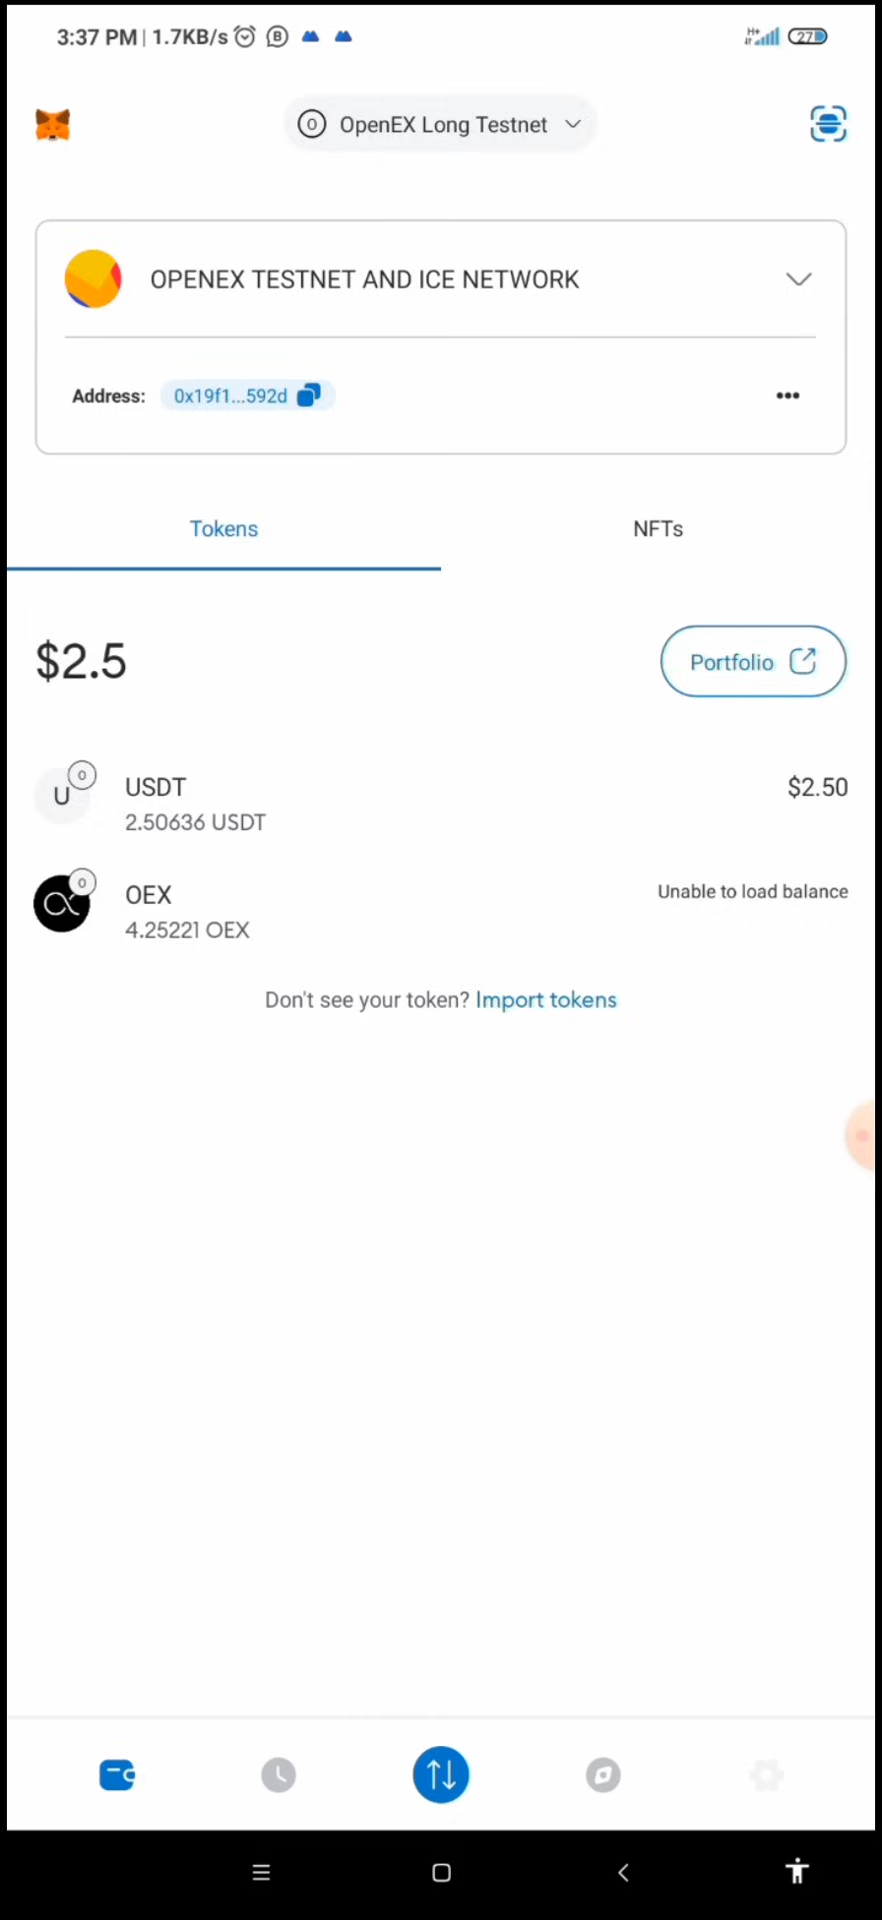 3:37 PM | 1.7KB/s B H+ 27
O OpenEX Long Testnet
OPENEX TESTNET AND ICE NETWORK
Address: 0x19f1...592d
Tokens NFTs
$2.5 Portfolio
U O USDT $2.50
2.50636 USDT
O OEX Unable to load balance
4.25221 OEX
Don't see your token? Import tokens